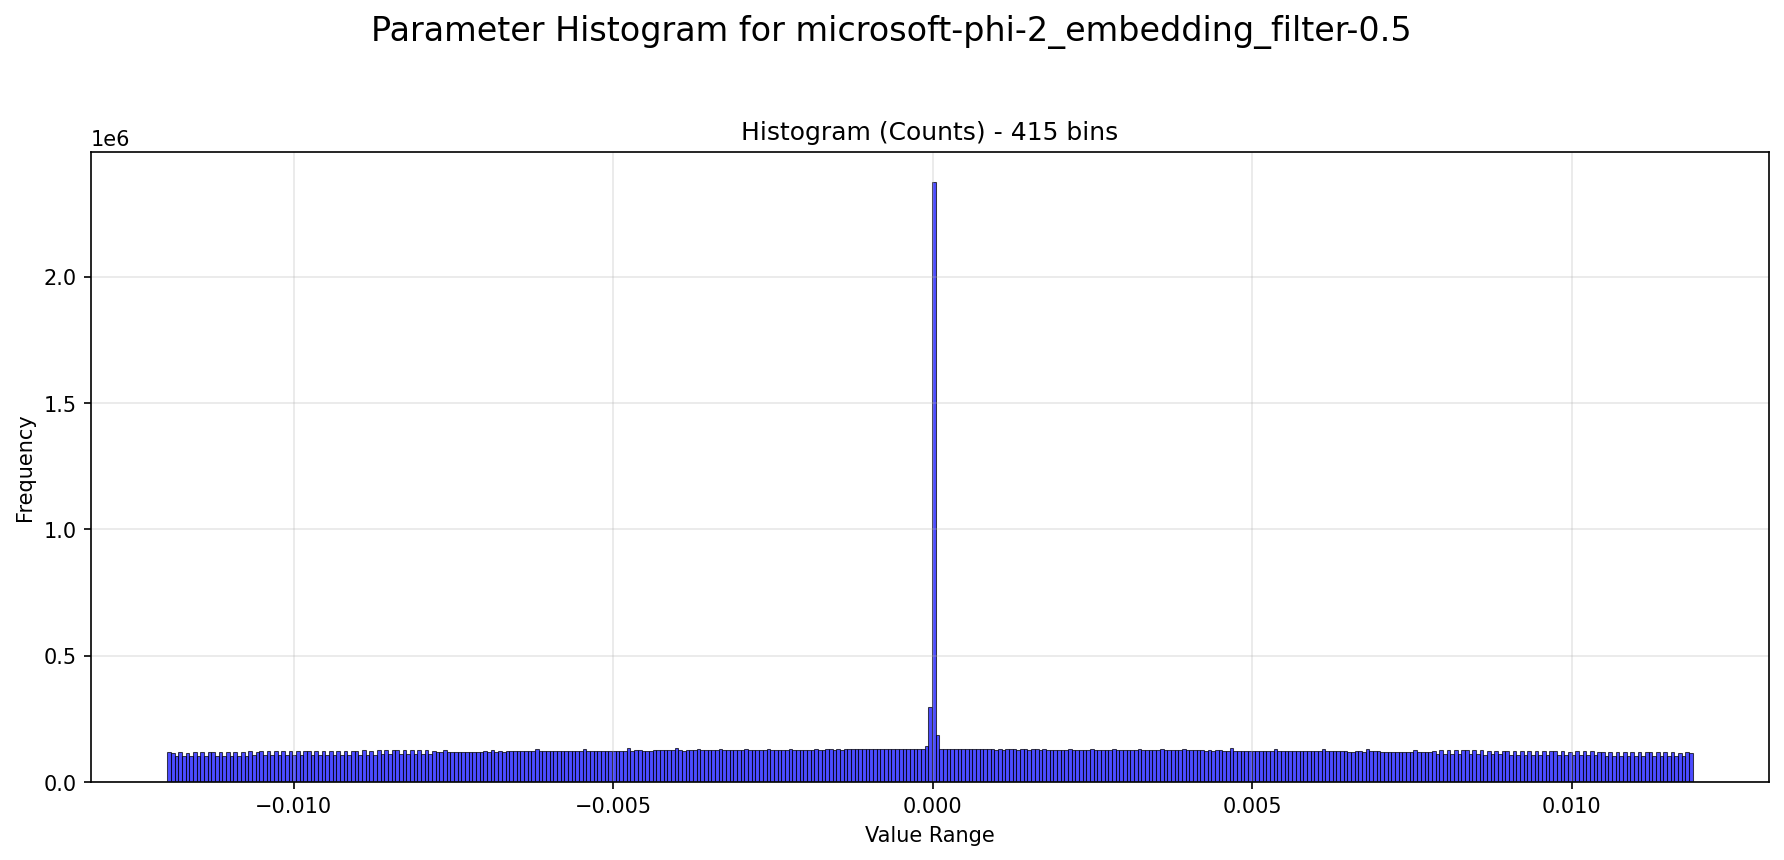 Parameter Histogram for microsoft-phi-2_embedding_filter-0.5
Histogram (Counts) - 415 bins
1e6
2.0
1.5
1.0
0.5
0.0
Frequency
−0.010
−0.005
0.000
0.005
0.010
Value Range